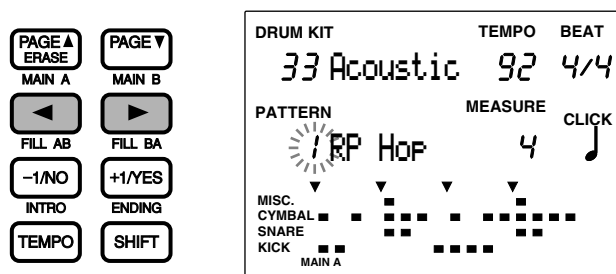 PAGE▲ PAGE▼
ERASE
MAIN A MAIN B
◀ ▶
FILL AB FILL BA
−1/NO +1/YES
INTRO ENDING
TEMPO SHIFT
DRUM KIT TEMPO BEAT
33 Acoustic 92 4/4
PATTERN MEASURE CLICK
1 RP Hop 4
MISC.
CYMBAL
SNARE
KICK
MAIN A